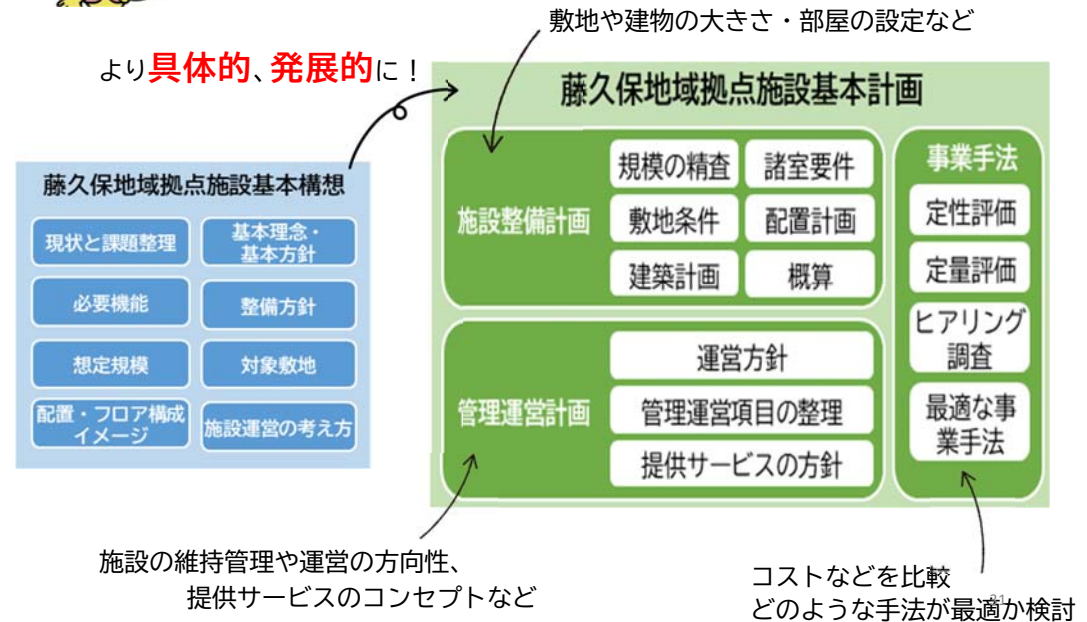 敷地や建物の大きさ・部屋の設定など
より具体的、発展的に！
藤久保地域拠点施設基本構想
現状と課題整理
基本理念・
基本方針
必要機能
整備方針
想定規模
対象敷地
配置・フロア構成
イメージ
施設運営の考え方
藤久保地域拠点施設基本計画
施設整備計画
規模の精査
諸室要件
敷地条件
配置計画
建築計画
概算
管理運営計画
運営方針
管理運営項目の整理
提供サービスの方針
事業手法
定性評価
定量評価
ヒアリング
調査
最適な事
業手法
施設の維持管理や運営の方向性、
提供サービスのコンセプトなど
コストなどを比較
どのような手法が最適か検討
21